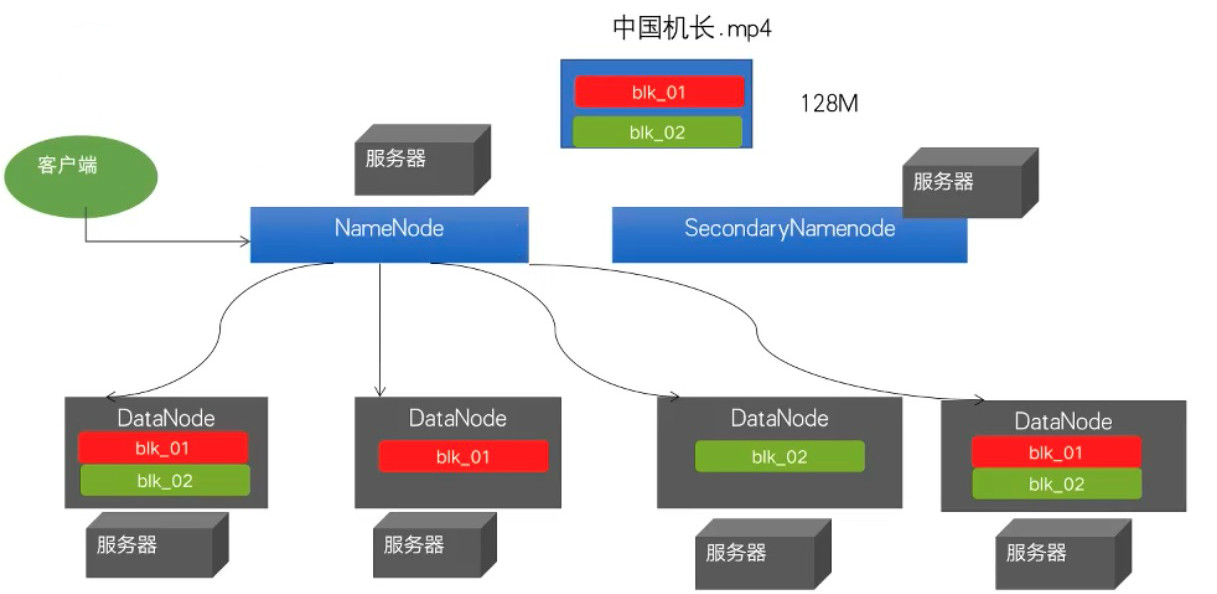 中国机长.mp4
blk_01
128M
blk_02
客户端
服务器
服务器
NameNode
SecondaryNamenode
DataNode
blk_01
blk_02
服务器
DataNode
blk_01
服务器
DataNode
blk_02
服务器
DataNode
blk_01
blk_02
服务器